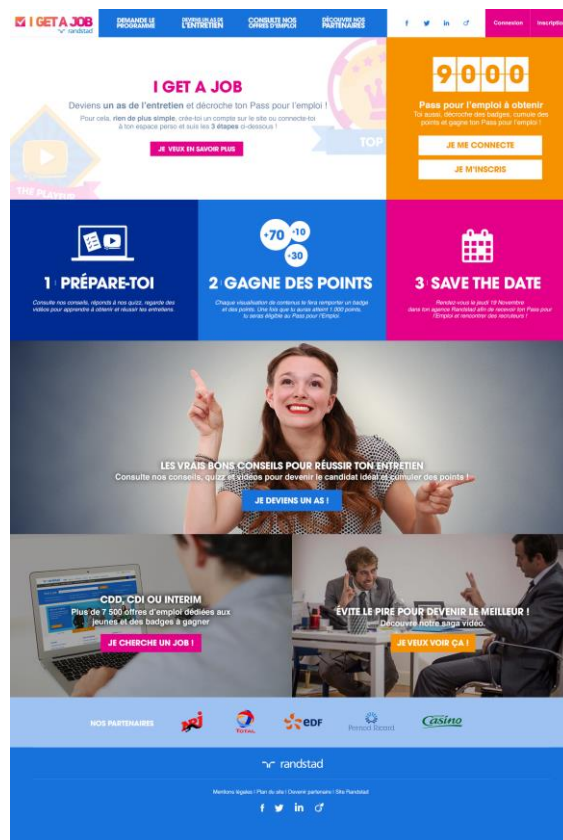 I GET A JOB
randstad
DEMANDE LE
PROGRAMME
DEVIENS UN AS DE
L'ENTRETIEN
CONSULTE NOS
OFFRES D'EMPLOI
DÉCOUVRE NOS
PARTENAIRES
Connexion
Inscription
I GET A JOB
Deviens un as de l'entretien et décroche ton Pass pour l'emploi !
Pour cela, rien de plus simple, crée-toi un compte sur le site ou connecte-toi
à ton espace perso et suis les 3 étapes ci-dessous !
JE VEUX EN SAVOIR PLUS
THE PLAYER
TOP
9000
Pass pour l'emploi à obtenir
Toi aussi, décroche des badges, cumule des
points et gagne ton Pass pour l'emploi !
JE ME CONNECTE
JE M'INSCRIS
1 PRÉPARE-TOI
Consulte nos conseils, réponds à nos quizz, regarde des
vidéos pour apprendre à obtenir et réussir tes entretiens.
+70
+10
+30
2 GAGNE DES POINTS
Chaque visualisation de contenus te fera remporter un badge
et des points. Une fois que tu auras atteint 1.000 points,
tu seras éligible au Pass pour l'Emploi.
3 SAVE THE DATE
Rendez-vous le jeudi 19 Novembre
dans ton agence Randstad afin de recevoir ton Pass pour
l'Emploi et rencontrer des recruteurs !
LES VRAIS BONS CONSEILS POUR RÉUSSIR TON ENTRETIEN
Consulte nos conseils, quizz et vidéos pour devenir le candidat idéal et cumuler des points !
JE DEVIENS UN AS !
CDD, CDI OU INTERIM
Plus de 7 500 offres d'emploi dédiées aux
jeunes et des badges à gagner
JE CHERCHE UN JOB !
ÉVITE LE PIRE POUR DEVENIR LE MEILLEUR !
Découvre notre saga vidéo.
JE VEUX VOIR ÇA !
NOS PARTENAIRES
NRJ
TOTAL
eDF
Pernod Ricard
Casino
randstad
Mentions légales | Plan du site | Devenir partenaire | Site Randstad